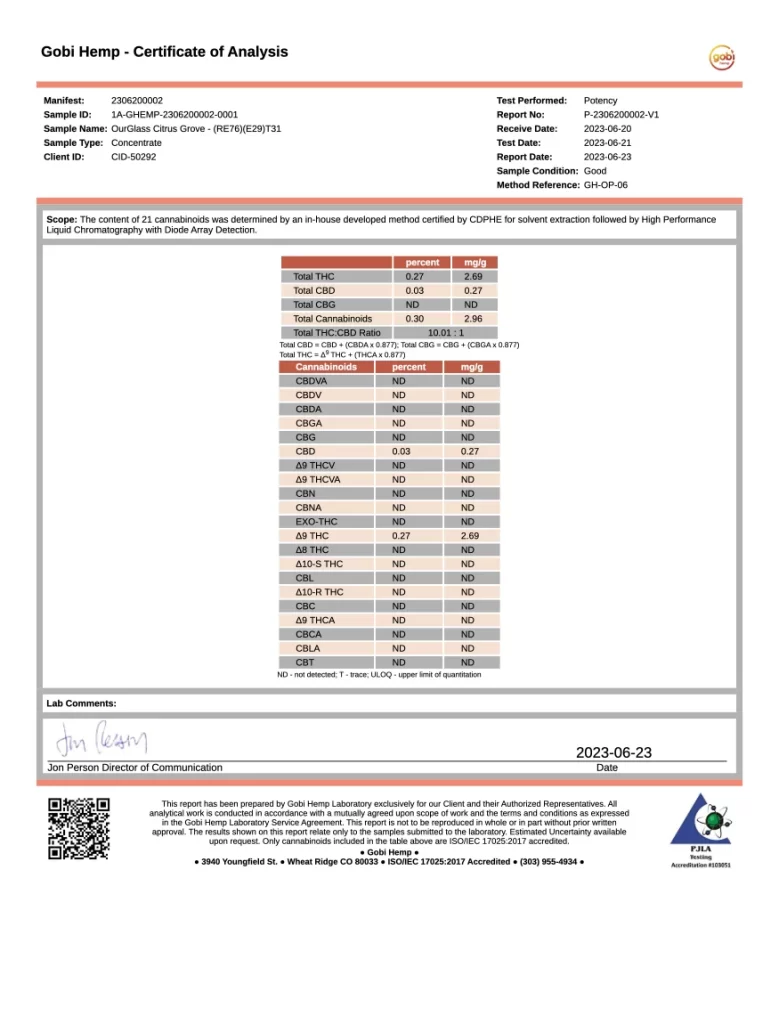 Gobi Hemp - Certificate of Analysis
gobi
Manifest: 2306200002
Sample ID: 1A-GHEMP-2306200002-0001
Sample Name: OurGlass Citrus Grove - (RE76)(E29)T31
Sample Type: Concentrate
Client ID: CID-50292
Test Performed: Potency
Report No: P-2306200002-V1
Receive Date: 2023-06-20
Test Date: 2023-06-21
Report Date: 2023-06-23
Sample Condition: Good
Method Reference: GH-OP-06
Scope: The content of 21 cannabinoids was determined by an in-house developed method certified by CDPHE for solvent extraction followed by High Performance
Liquid Chromatography with Diode Array Detection.
percent mg/g
Total THC 0.27 2.69
Total CBD 0.03 0.27
Total CBG ND ND
Total Cannabinoids 0.30 2.96
Total THC:CBD Ratio 10.01 : 1
Total CBD = CBD + (CBDA x 0.877); Total CBG = CBG + (CBGA x 0.877)
Total THC = Δ⁹ THC + (THCA x 0.877)
Cannabinoids percent mg/g
CBDVA ND ND
CBDV ND ND
CBDA ND ND
CBGA ND ND
CBG ND ND
CBD 0.03 0.27
Δ9 THCV ND ND
Δ9 THCVA ND ND
CBN ND ND
CBNA ND ND
EXO-THC ND ND
Δ9 THC 0.27 2.69
Δ8 THC ND ND
Δ10-S THC ND ND
CBL ND ND
Δ10-R THC ND ND
CBC ND ND
Δ9 THCA ND ND
CBCA ND ND
CBLA ND ND
CBT ND ND
ND - not detected; T - trace; ULOQ - upper limit of quantitation
Lab Comments:
Jon Person
2023-06-23
Jon Person Director of Communication
Date
This report has been prepared by Gobi Hemp Laboratory exclusively for our Client and their Authorized Representatives. All
analytical work is conducted in accordance with a mutually agreed upon scope of work and the terms and conditions as expressed
in the Gobi Hemp Laboratory Service Agreement. This report is not to be reproduced in whole or in part without prior written
approval. The results shown on this report relate only to the samples submitted to the laboratory. Estimated Uncertainty available
upon request. Only cannabinoids included in the table above are ISO/IEC 17025:2017 accredited.
● Gobi Hemp ●
● 3940 Youngfield St. ● Wheat Ridge CO 80033 ● ISO/IEC 17025:2017 Accredited ● (303) 955-4934 ●
PJLA
Testing
Accreditation #103051